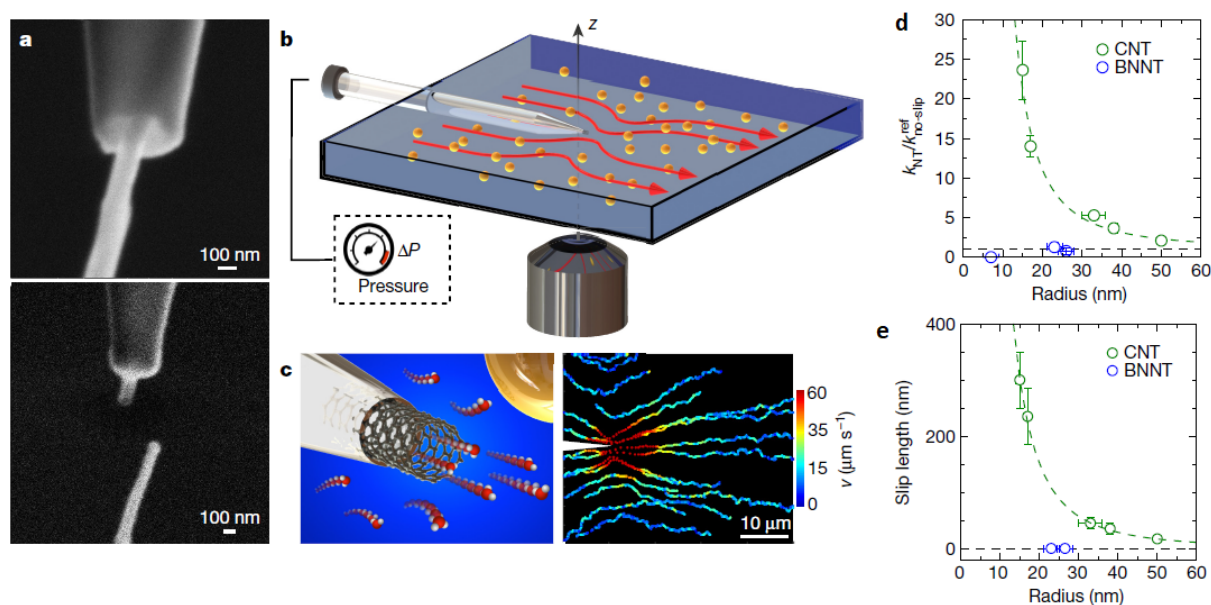 a
100 nm
100 nm
b
z
ΔP
Pressure
c
60
35
15
0
v (μm s⁻¹)
10 μm
d
30
25
20
15
10
5
0
k_NT/k^ref_no-slip
CNT
BNNT
0 10 20 30 40 50 60
Radius (nm)
e
400
200
0
Slip length (nm)
CNT
BNNT
0 10 20 30 40 50 60
Radius (nm)